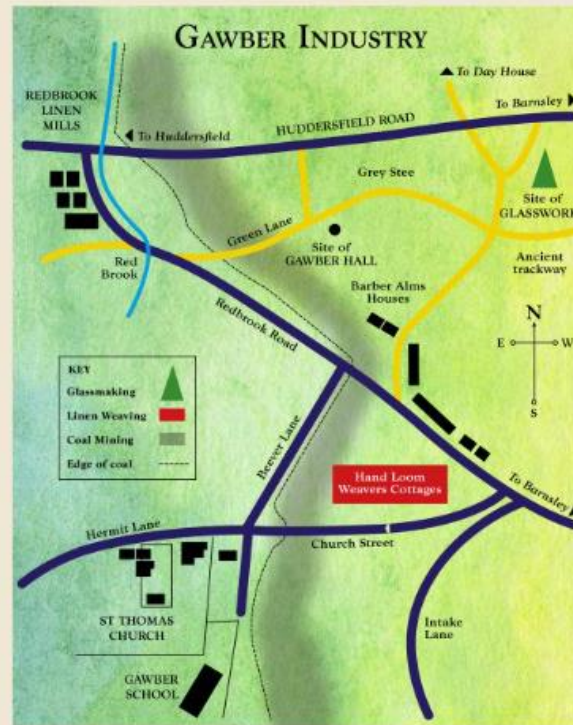 GAWBER INDUSTRY
To Day House
To Barnsley
REDBROOK
LINEN
MILLS
To Huddersfield
HUDDERSFIELD ROAD
Grey Stee
Site of
GLASSWORK
Green Lane
Site of
GAWBER HALL
Ancient
trackway
Red
Brook
Barber Alms
Houses
N
E
W
S
Redbrook Road
KEY
Glassmaking
Linen Weaving
Coal Mining
Edge of coal
Beever Lane
Hand Loom
Weavers Cottages
To Barnsley
Hermit Lane
Church Street
ST THOMAS
CHURCH
Intake
Lane
GAWBER
SCHOOL